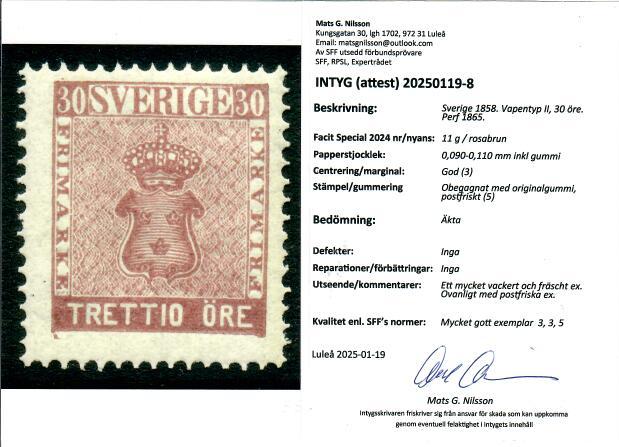 30 SVERIGE 30
FRIMÄRKE
FRIMÄRKE
TRETTIO ÖRE
Mats G. Nilsson
Kungsgatan 30, lgh 1702, 972 31 Luleå
Email: matsgnilsson@outlook.com
Av SFF utsedd förbundsprövare
SFF, RPSL, Expertrådet
INTYG (attest) 20250119-8
Beskrivning: Sverige 1858. Vapentyp II, 30 öre.
Perf 1865.
Facit Special 2024 nr/nyans: 11 g / rosabrun
Papperstjocklek: 0,090-0,110 mm inkl gummi
Centrering/marginal: God (3)
Stämpel/gummering Obegagnat med originalgummi,
postfriskt (5)
Bedömning: Äkta
Defekter: Inga
Reparationer/förbättringar: Inga
Utseende/kommentarer: Ett mycket vackert och fräscht ex.
Ovanligt med postfriska ex.
Kvalitet enl. SFF's normer: Mycket gott exemplar 3, 3, 5
Luleå 2025-01-19
Mats G. Nilsson
Intygsskrivaren friskriver sig från ansvar för skada som kan uppkomma
genom eventuell felaktighet i intygets innehåll